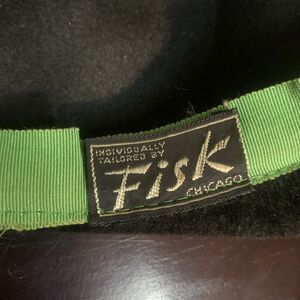 INDIVIDUALLY
TAILORED BY
Fisk
CHICAGO